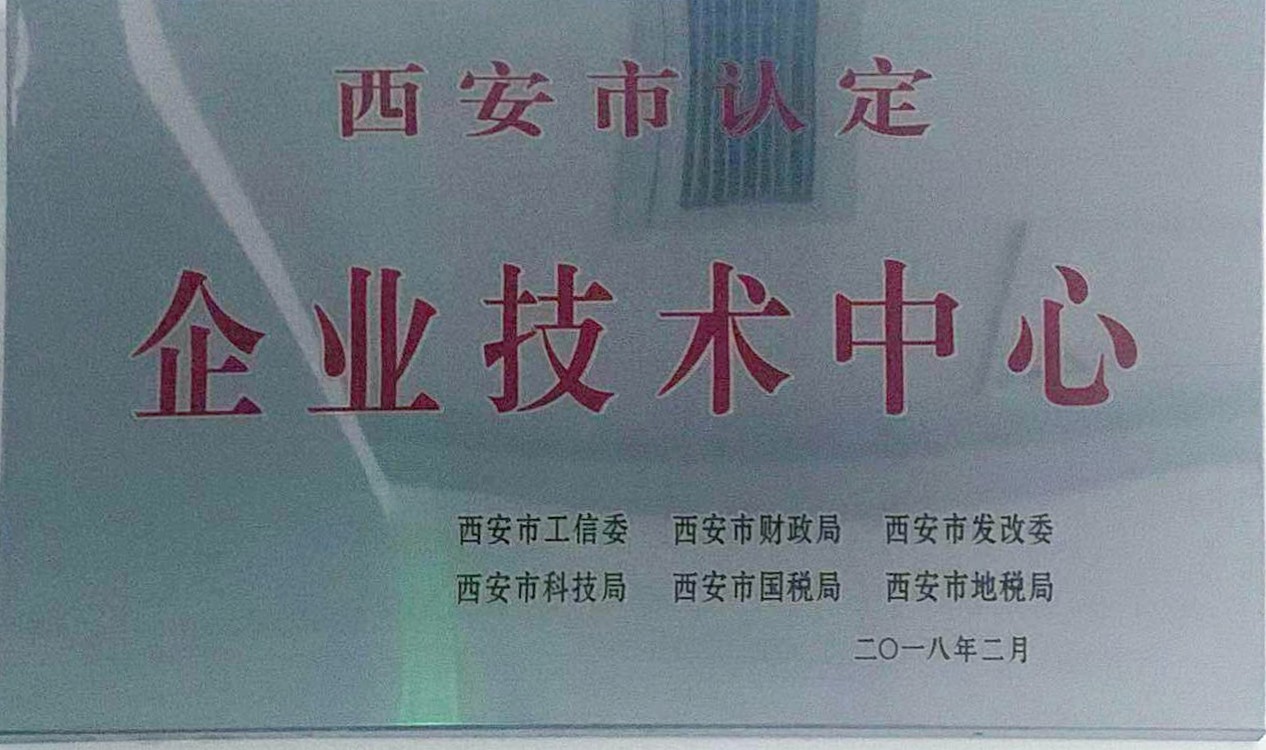 西安市认定
企业技术中心
西安市工信委 西安市财政局 西安市发改委
西安市科技局 西安市国税局 西安市地税局
二〇一八年二月